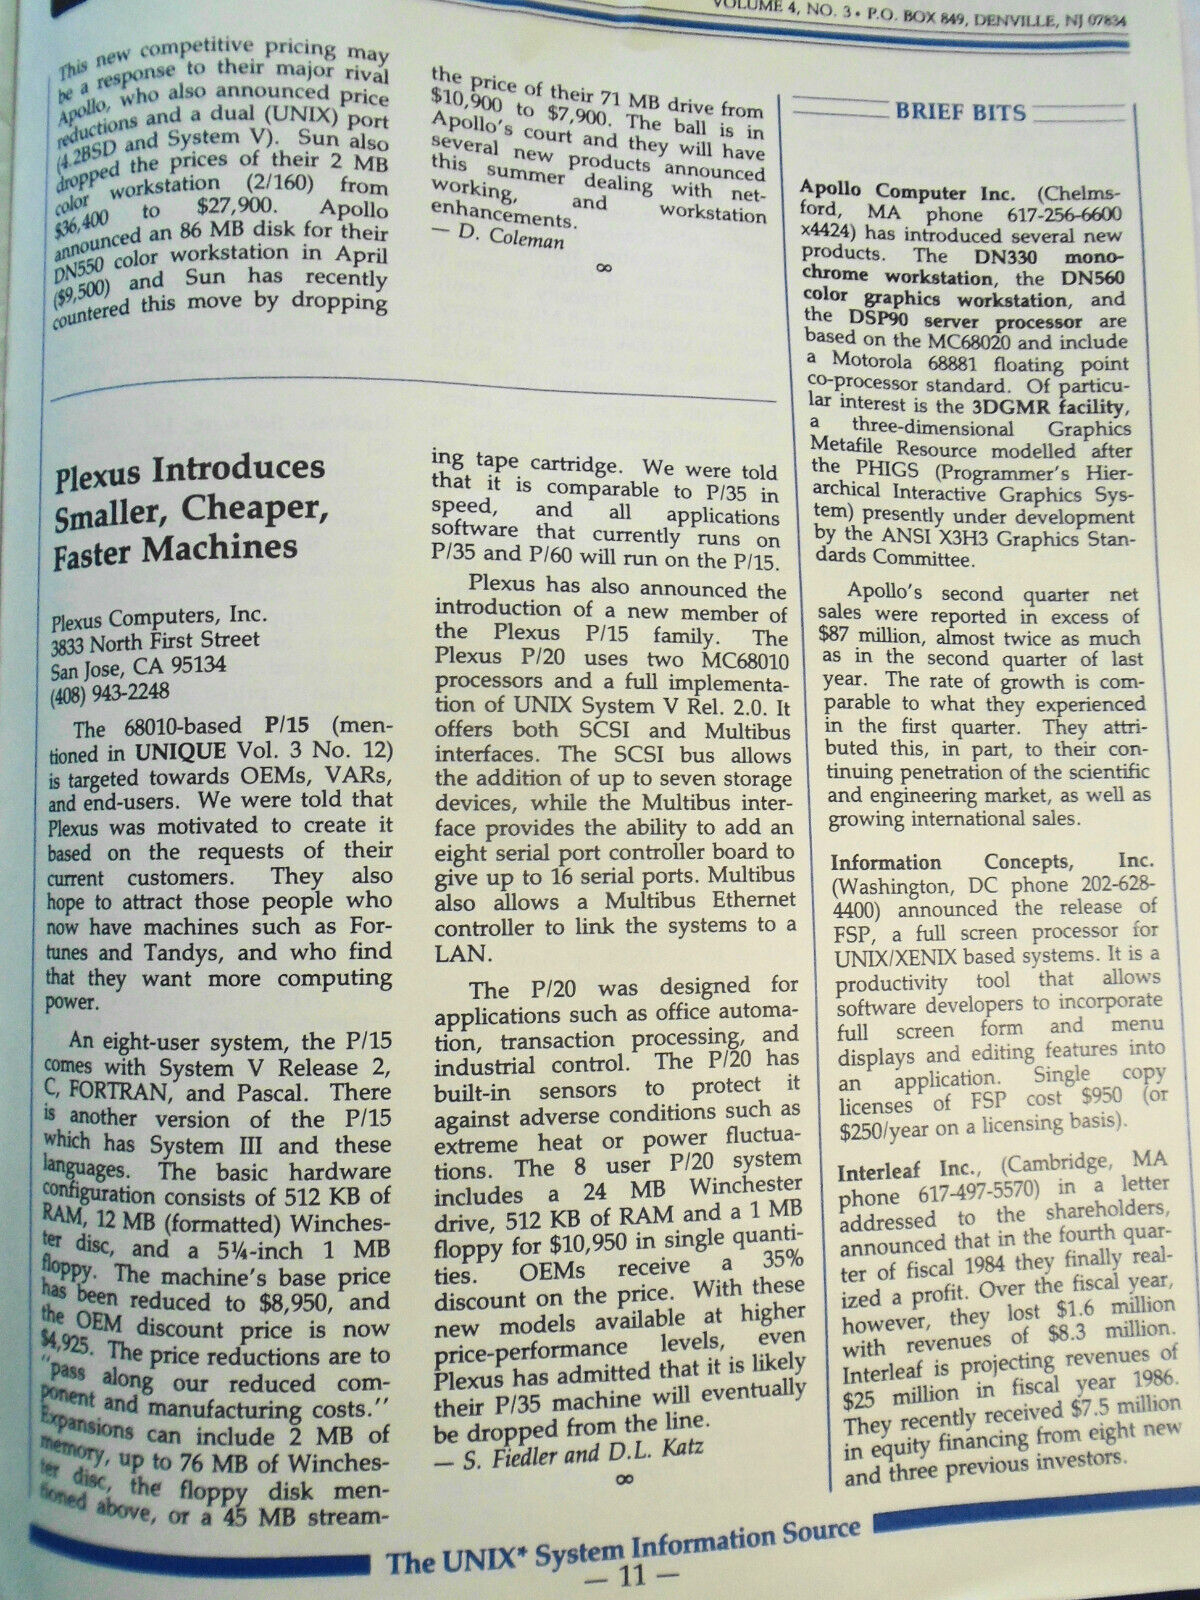 VOLUME 4, NO. 3 • P.O. BOX 849, DENVILLE, NJ 07834
This new competitive pricing may
be a response to their major rival
Apollo, who also announced price
reductions and a dual (UNIX) port
(4.2BSD and System V). Sun also
dropped the prices of their 2 MB
color workstation (2/160) from
$36,400 to $27,900. Apollo
announced an 86 MB disk for their
DN550 color workstation in April
($9,500) and Sun has recently
countered this move by dropping
the price of their 71 MB drive from
$10,900 to $7,900. The ball is in
Apollo's court and they will have
several new products announced
this summer dealing with net-
working, and workstation
enhancements.
— D. Coleman
∞
Plexus Introduces
Smaller, Cheaper,
Faster Machines
Plexus Computers, Inc.
3833 North First Street
San Jose, CA 95134
(408) 943-2248
The 68010-based P/15 (men-
tioned in UNIQUE Vol. 3 No. 12)
is targeted towards OEMs, VARs,
and end-users. We were told that
Plexus was motivated to create it
based on the requests of their
current customers. They also
hope to attract those people who
now have machines such as For-
tunes and Tandys, and who find
that they want more computing
power.
An eight-user system, the P/15
comes with System V Release 2,
C, FORTRAN, and Pascal. There
is another version of the P/15
which has System III and these
languages. The basic hardware
configuration consists of 512 KB of
RAM, 12 MB (formatted) Winches-
ter disc, and a 5¼-inch 1 MB
floppy. The machine's base price
has been reduced to $8,950, and
the OEM discount price is now
$4,925. The price reductions are to
"pass along our reduced com-
ponent and manufacturing costs."
Expansions can include 2 MB of
memory, up to 76 MB of Winches-
ter disc, the floppy disk men-
tioned above, or a 45 MB stream-
ing tape cartridge. We were told
that it is comparable to P/35 in
speed, and all applications
software that currently runs on
P/35 and P/60 will run on the P/15.
Plexus has also announced the
introduction of a new member of
the Plexus P/15 family. The
Plexus P/20 uses two MC68010
processors and a full implementa-
tion of UNIX System V Rel. 2.0. It
offers both SCSI and Multibus
interfaces. The SCSI bus allows
the addition of up to seven storage
devices, while the Multibus inter-
face provides the ability to add an
eight serial port controller board to
give up to 16 serial ports. Multibus
also allows a Multibus Ethernet
controller to link the systems to a
LAN.
The P/20 was designed for
applications such as office automa-
tion, transaction processing, and
industrial control. The P/20 has
built-in sensors to protect it
against adverse conditions such as
extreme heat or power fluctua-
tions. The 8 user P/20 system
includes a 24 MB Winchester
drive, 512 KB of RAM and a 1 MB
floppy for $10,950 in single quanti-
ties. OEMs receive a 35%
discount on the price. With these
new models available at higher
price-performance levels, even
Plexus has admitted that it is likely
their P/35 machine will eventually
be dropped from the line.
— S. Fiedler and D.L. Katz
∞
BRIEF BITS
Apollo Computer Inc. (Chelms-
ford, MA phone 617-256-6600
x4424) has introduced several new
products. The DN330 mono-
chrome workstation, the DN560
color graphics workstation, and
the DSP90 server processor are
based on the MC68020 and include
a Motorola 68881 floating point
co-processor standard. Of particu-
lar interest is the 3DGMR facility,
a three-dimensional Graphics
Metafile Resource modelled after
the PHIGS (Programmer's Hier-
archical Interactive Graphics Sys-
tem) presently under development
by the ANSI X3H3 Graphics Stan-
dards Committee.
Apollo's second quarter net
sales were reported in excess of
$87 million, almost twice as much
as in the second quarter of last
year. The rate of growth is com-
parable to what they experienced
in the first quarter. They attri-
buted this, in part, to their con-
tinuing penetration of the scientific
and engineering market, as well as
growing international sales.
Information Concepts, Inc.
(Washington, DC phone 202-628-
4400) announced the release of
FSP, a full screen processor for
UNIX/XENIX based systems. It is a
productivity tool that allows
software developers to incorporate
full screen form and menu
displays and editing features into
an application. Single copy
licenses of FSP cost $950 (or
$250/year on a licensing basis).
Interleaf Inc., (Cambridge, MA
phone 617-497-5570) in a letter
addressed to the shareholders,
announced that in the fourth quar-
ter of fiscal 1984 they finally real-
ized a profit. Over the fiscal year,
however, they lost $1.6 million
with revenues of $8.3 million.
Interleaf is projecting revenues of
$25 million in fiscal year 1986.
They recently received $7.5 million
in equity financing from eight new
and three previous investors.
The UNIX* System Information Source
— 11 —